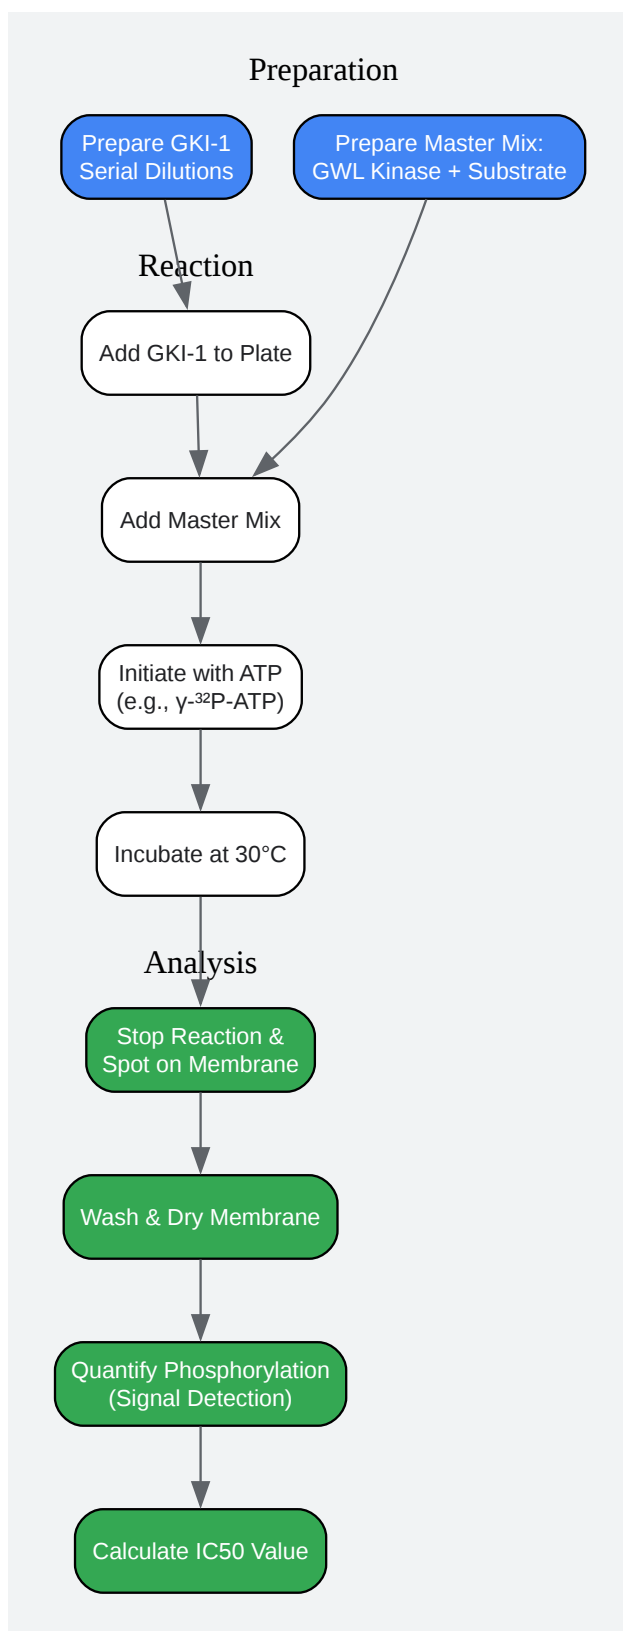 Preparation
Prepare GKI-1
Serial Dilutions
Prepare Master Mix:
GWL Kinase + Substrate
Reaction
Add GKI-1 to Plate
Add Master Mix
Initiate with ATP
(e.g., γ-³²P-ATP)
Incubate at 30°C
Analysis
Stop Reaction &
Spot on Membrane
Wash & Dry Membrane
Quantify Phosphorylation
(Signal Detection)
Calculate IC50 Value